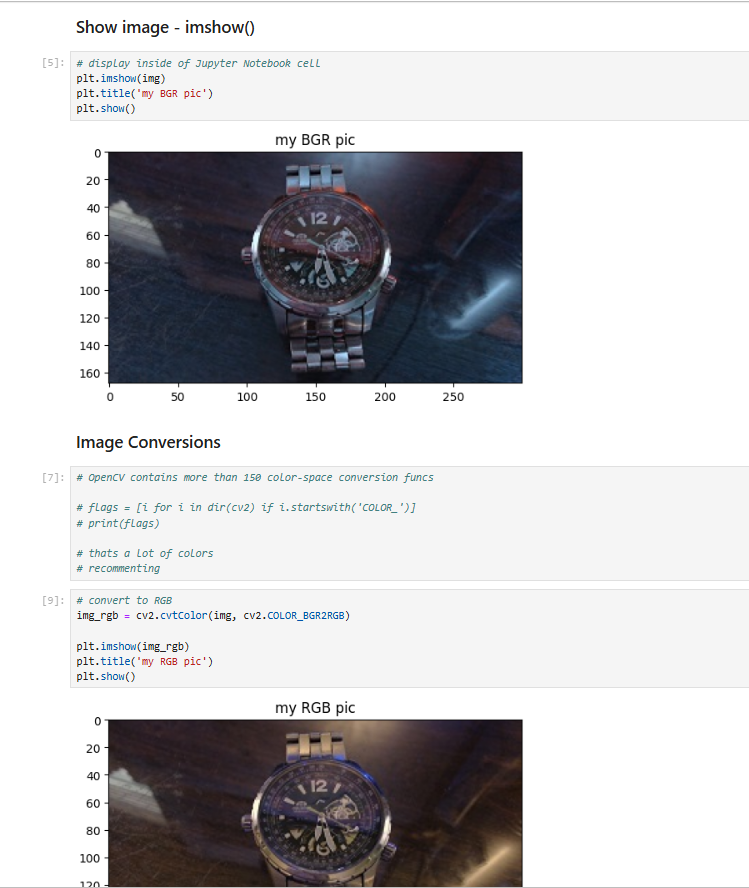 Show image - imshow()
[5]:
# display inside of Jupyter Notebook cell
plt.imshow(img)
plt.title('my BGR pic')
plt.show()
my BGR pic
0
20
40
60
80
100
120
140
160
12
0 50 100 150 200 250
Image Conversions
[7]:
# OpenCV contains more than 150 color-space conversion funcs
# flags = [i for i in dir(cv2) if i.startswith('COLOR_')]
# print(flags)
# thats a lot of colors
# recommenting
[9]:
# convert to RGB
img_rgb = cv2.cvtColor(img, cv2.COLOR_BGR2RGB)
plt.imshow(img_rgb)
plt.title('my RGB pic')
plt.show()
my RGB pic
0
20
40
60
80
100
120
12